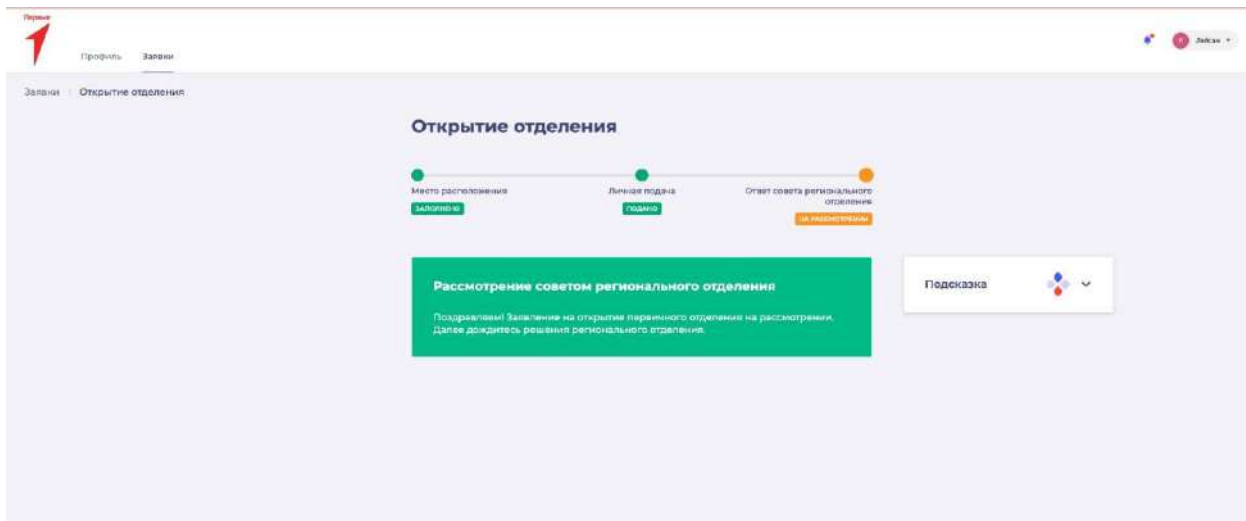 Первые
Профиль Заявки
Лейсан
Заявки Открытие отделения
Открытие отделения
Место расположения
ЗАПОЛНЕНО
Личная подача
ПОДАНО
Ответ совета регионального
отделения
НА РАССМОТРЕНИИ
Рассмотрение советом регионального отделения
Поздравляем! Заявление на открытие первичного отделения на рассмотрении.
Далее дождитесь решения регионального отделения.
Подсказка